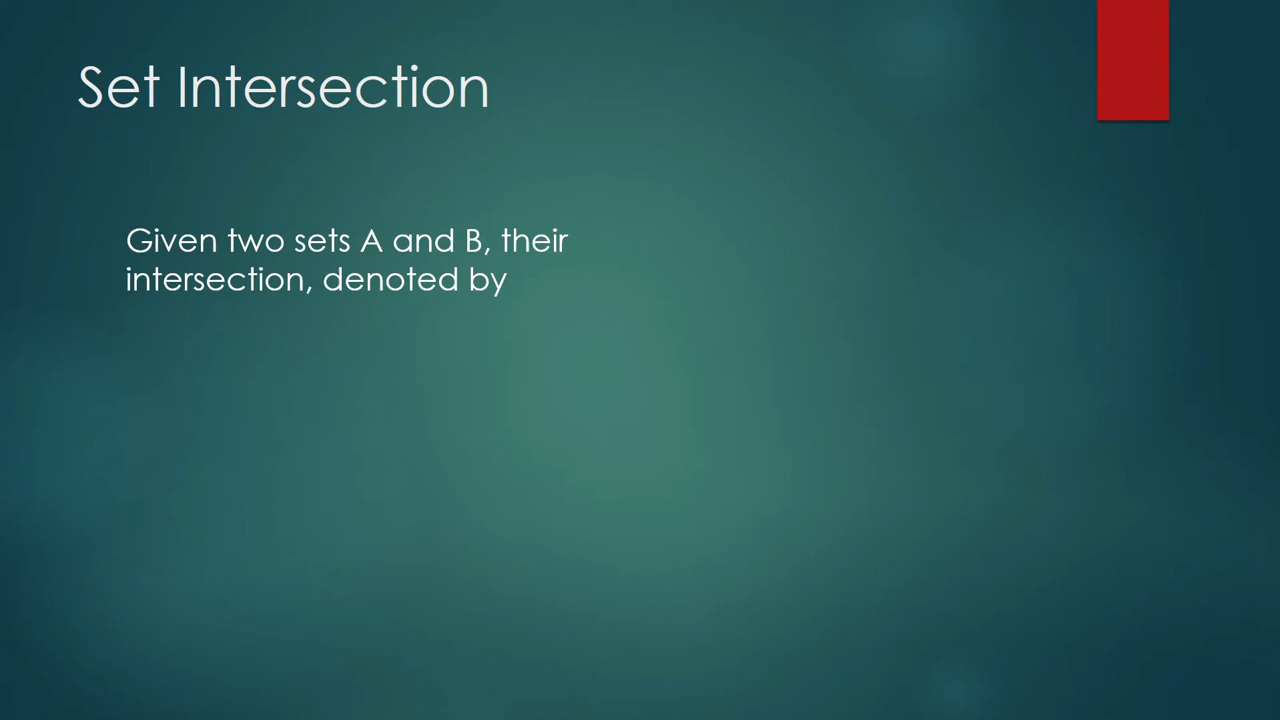 Set Intersection
Given two sets A and B, their
intersection, denoted by